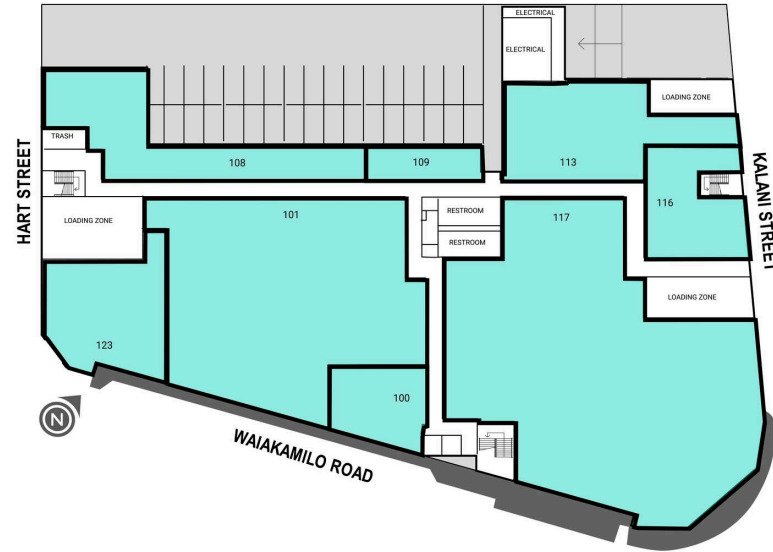 ELECTRICAL
ELECTRICAL
LOADING ZONE
TRASH
108
109
113
116
HART STREET
KALANI STREET
LOADING ZONE
101
RESTROOM
RESTROOM
117
LOADING ZONE
123
100
N
WAIAKAMILO ROAD